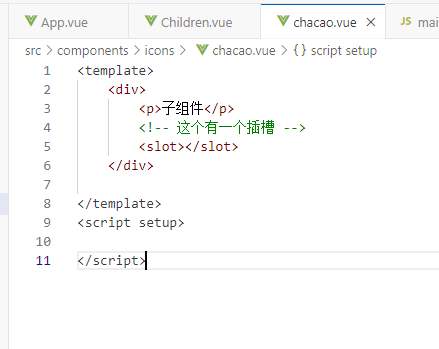 App.vue Children.vue chacao.vue × JS mai
src > components > icons > chacao.vue > {} script setup
1 <template>
2 <div>
3 <p>子组件</p>
4 <!-- 这个有一个插槽 -->
5 <slot></slot>
6 </div>
7
8 </template>
9 <script setup>
10
11 </script>